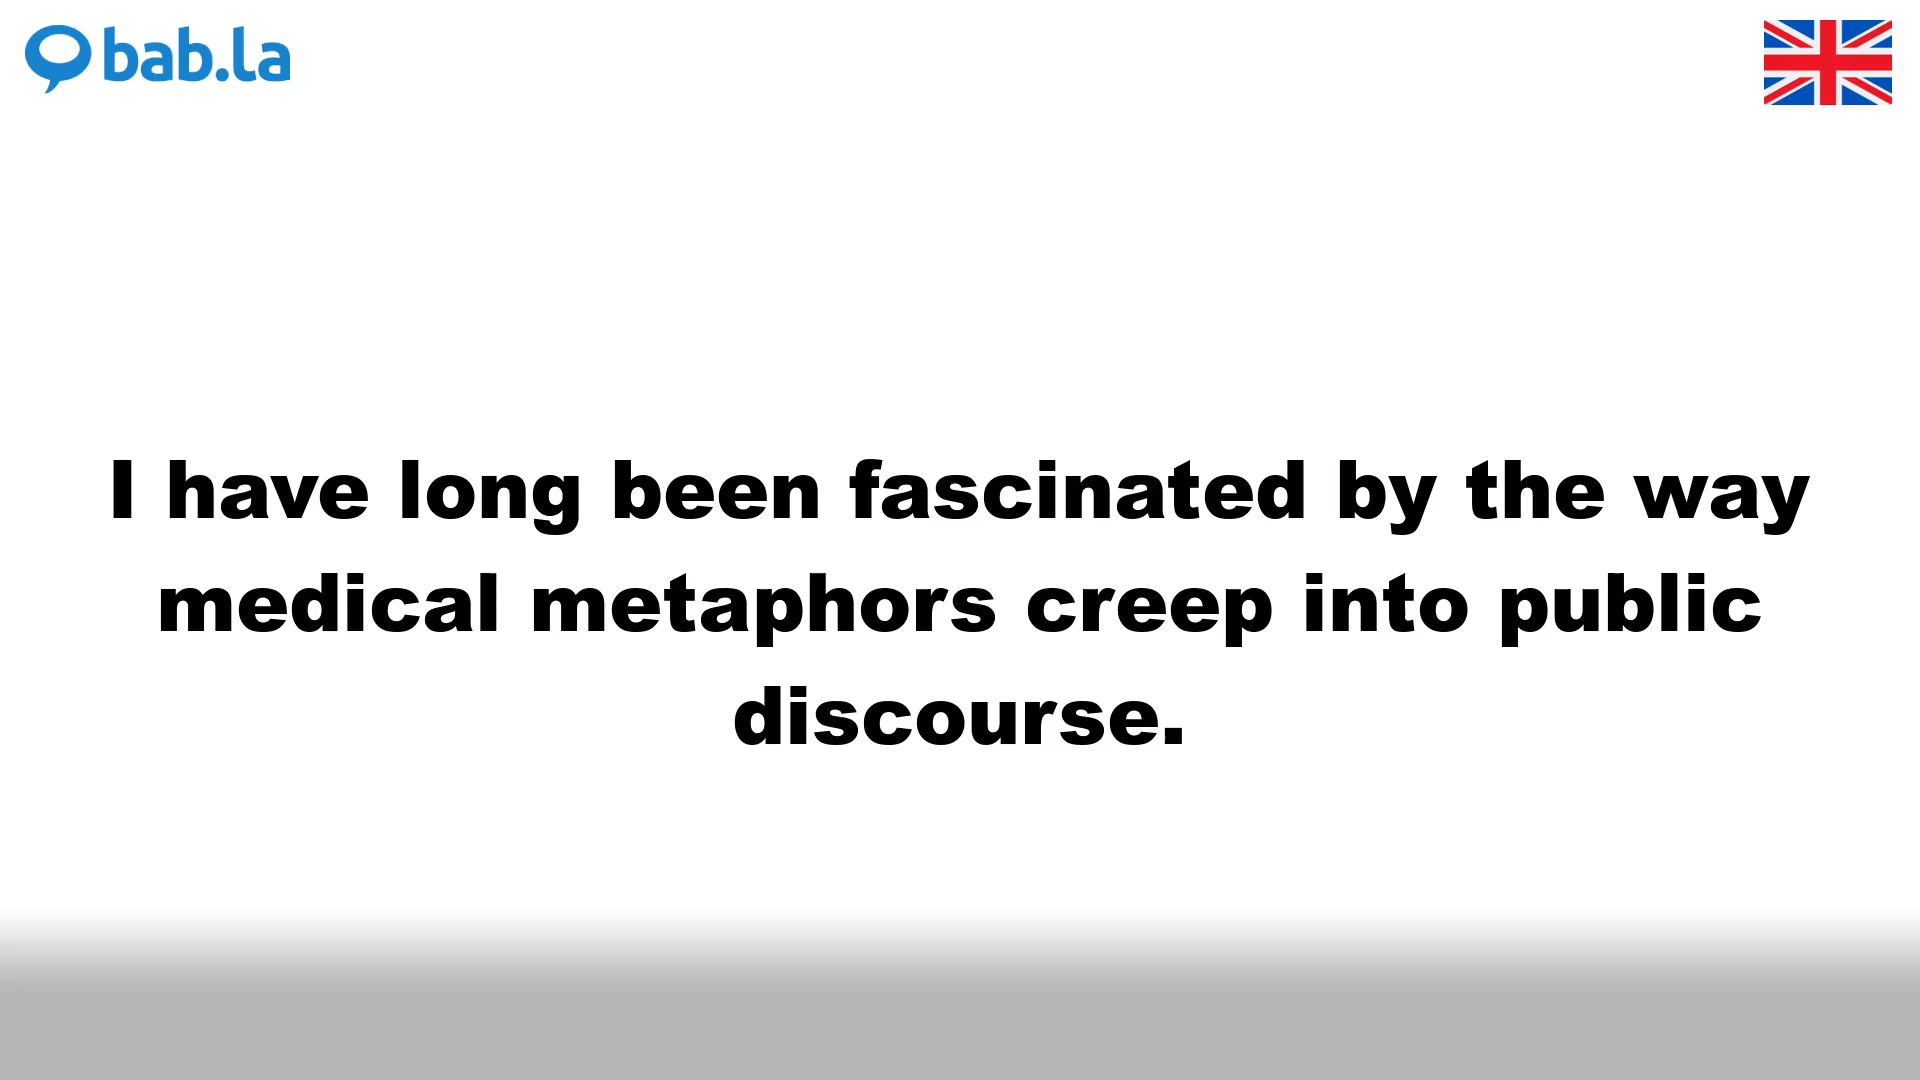 bab.la
I have long been fascinated by the way
medical metaphors creep into public
discourse.